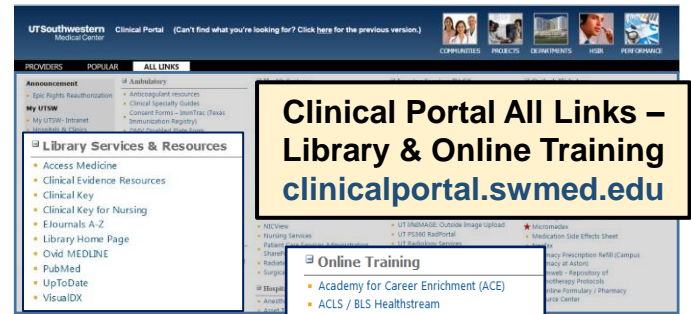 UTSouthwestern
Medical Center
Clinical Portal (Can't find what you're looking for? Click here for the previous version.)
COMMUNITIES PROJECTS DEPARTMENTS HSIR PERFORMANCE
PROVIDERS POPULAR ALL LINKS
Announcement
Epic Rights Reauthorization
My UTSW
My UTSW- Intranet
Hospitals & Clinics
Ambulatory
Anticoagulant resources
Clinical Specialty Guides
Consent Forms – ImmTrac (Texas
Immunization Registry)
Clinical Portal All Links –
Library & Online Training
clinicalportal.swmed.edu
Library Services & Resources
Access Medicine
Clinical Evidence Resources
Clinical Key
Clinical Key for Nursing
EJournals A-Z
Library Home Page
Ovid MEDLINE
PubMed
UpToDate
VisualDX
NICView
Nursing Services
UT lifeIMAGE: Outside Image Upload
UT PS360 RadPortal
UT Radiology Services
Micromedex
Medication Side Effects Sheet
Online Training
Academy for Career Enrichment (ACE)
ACLS / BLS Healthstream